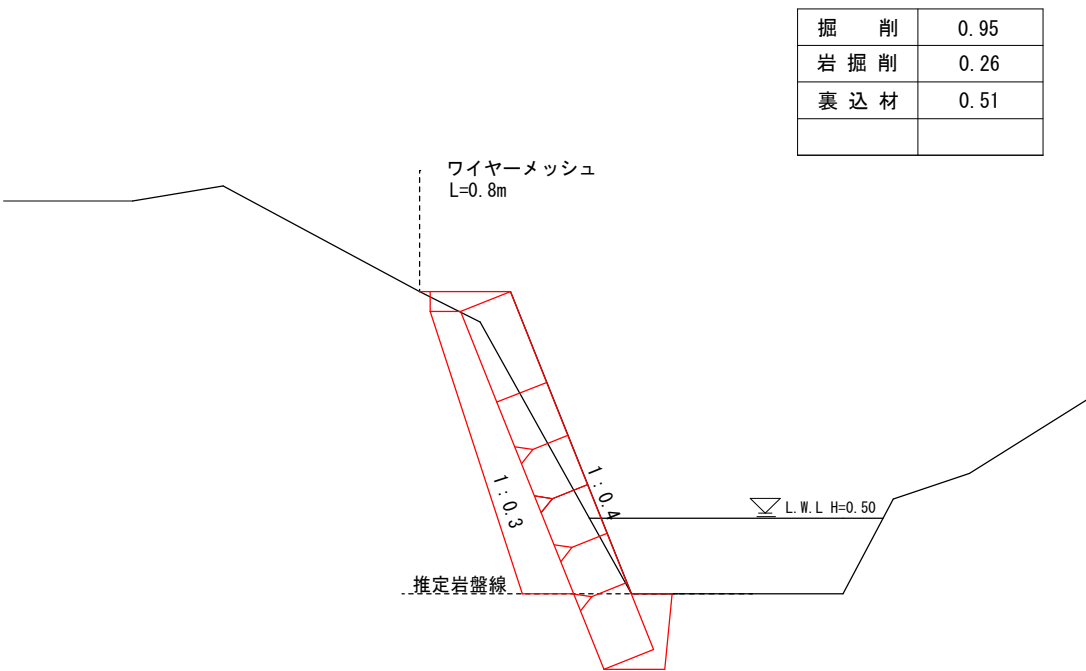 掘 削 0.95
岩掘削 0.26
裏込材 0.51
ワイヤーメッシュ
L=0.8m
1:0.3
1:0.4
L.W.L H=0.50
推定岩盤線